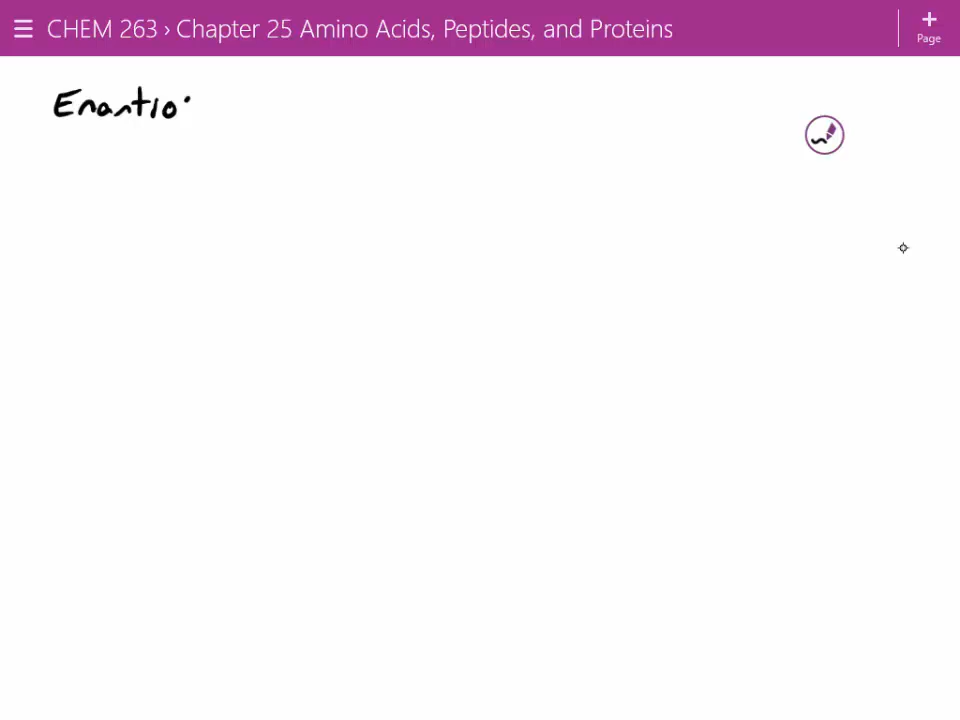 CHEM 263 › Chapter 25 Amino Acids, Peptides, and Proteins
+ Page
Enantio